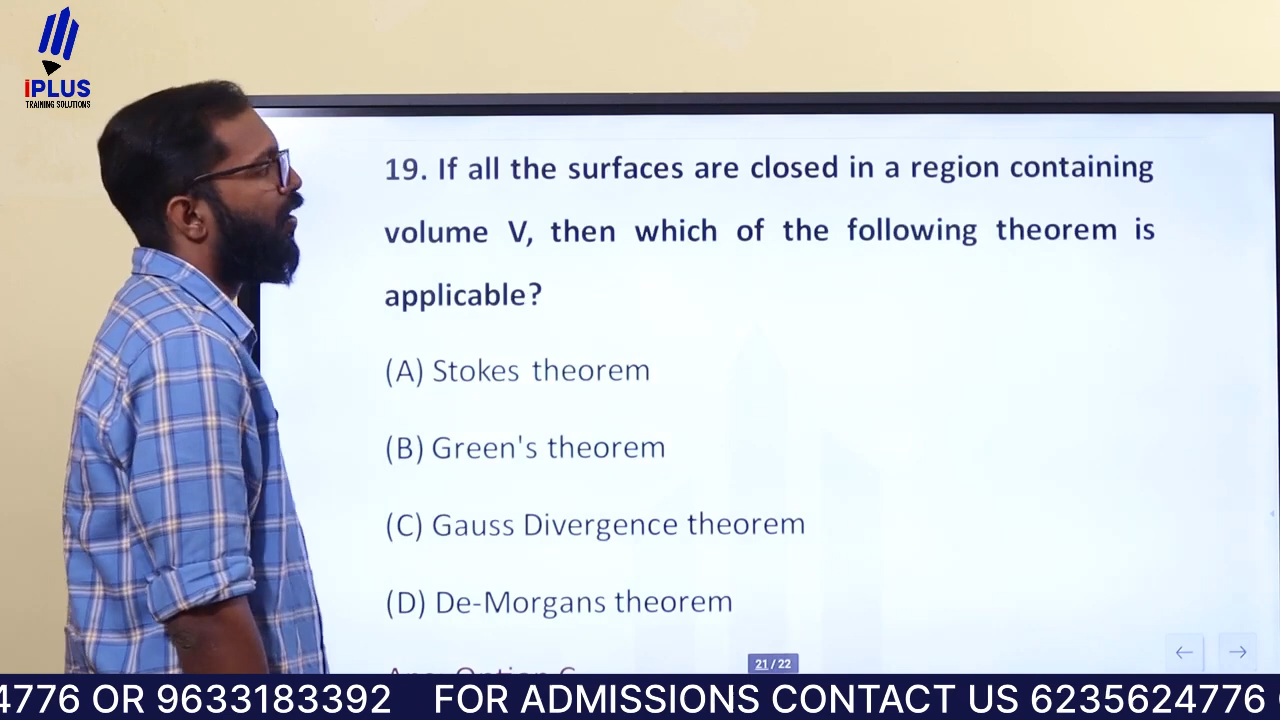 iPLUS
TRAINING SOLUTIONS
19. If all the surfaces are closed in a region containing
volume V, then which of the following theorem is
applicable?
(A) Stokes theorem
(B) Green's theorem
(C) Gauss Divergence theorem
(D) De-Morgans theorem
Ans. Option C
21 / 22
4776 OR 9633183392 FOR ADMISSIONS CONTACT US 6235624776